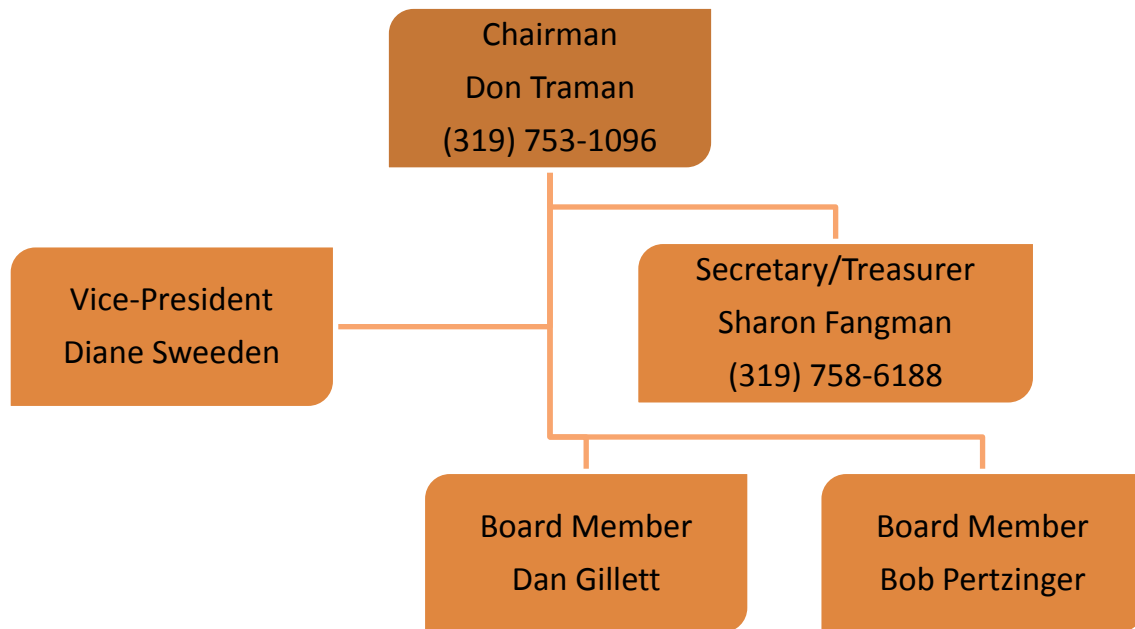 Chairman
Don Traman
(319) 753-1096
Vice-President
Diane Sweeden
Secretary/Treasurer
Sharon Fangman
(319) 758-6188
Board Member
Dan Gillett
Board Member
Bob Pertzinger